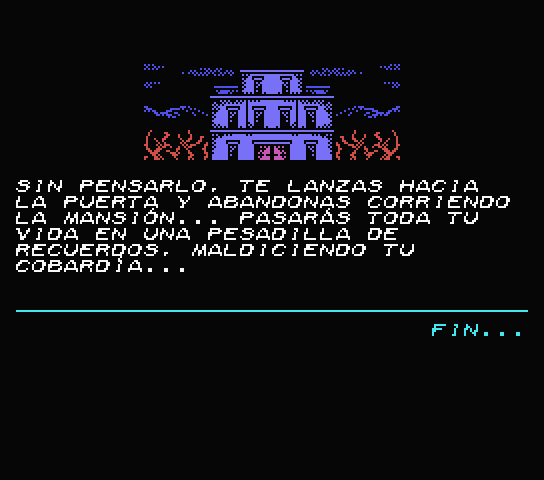 SIN PENSARLO, TE LANZAS HACIA
LA PUERTA Y ABANDONAS CORRIENDO
LA MANSIÓN... PASARÁS TODA TU
VIDA EN UNA PESADILLA DE
RECUERDOS, MALDICIENDO TU
COBARDÍA...
FIN...